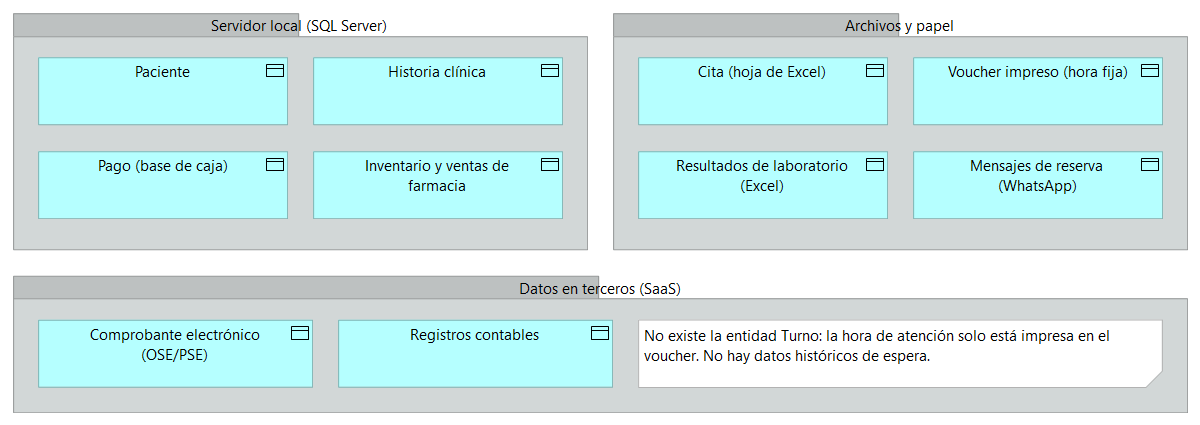 Servidor local (SQL Server)
Paciente
Historia clínica
Pago (base de caja)
Inventario y ventas de
farmacia
Archivos y papel
Cita (hoja de Excel)
Voucher impreso (hora fija)
Resultados de laboratorio
(Excel)
Mensajes de reserva
(WhatsApp)
Datos en terceros (SaaS)
Comprobante electrónico
(OSE/PSE)
Registros contables
No existe la entidad Turno: la hora de atención solo está impresa en el
voucher. No hay datos históricos de espera.